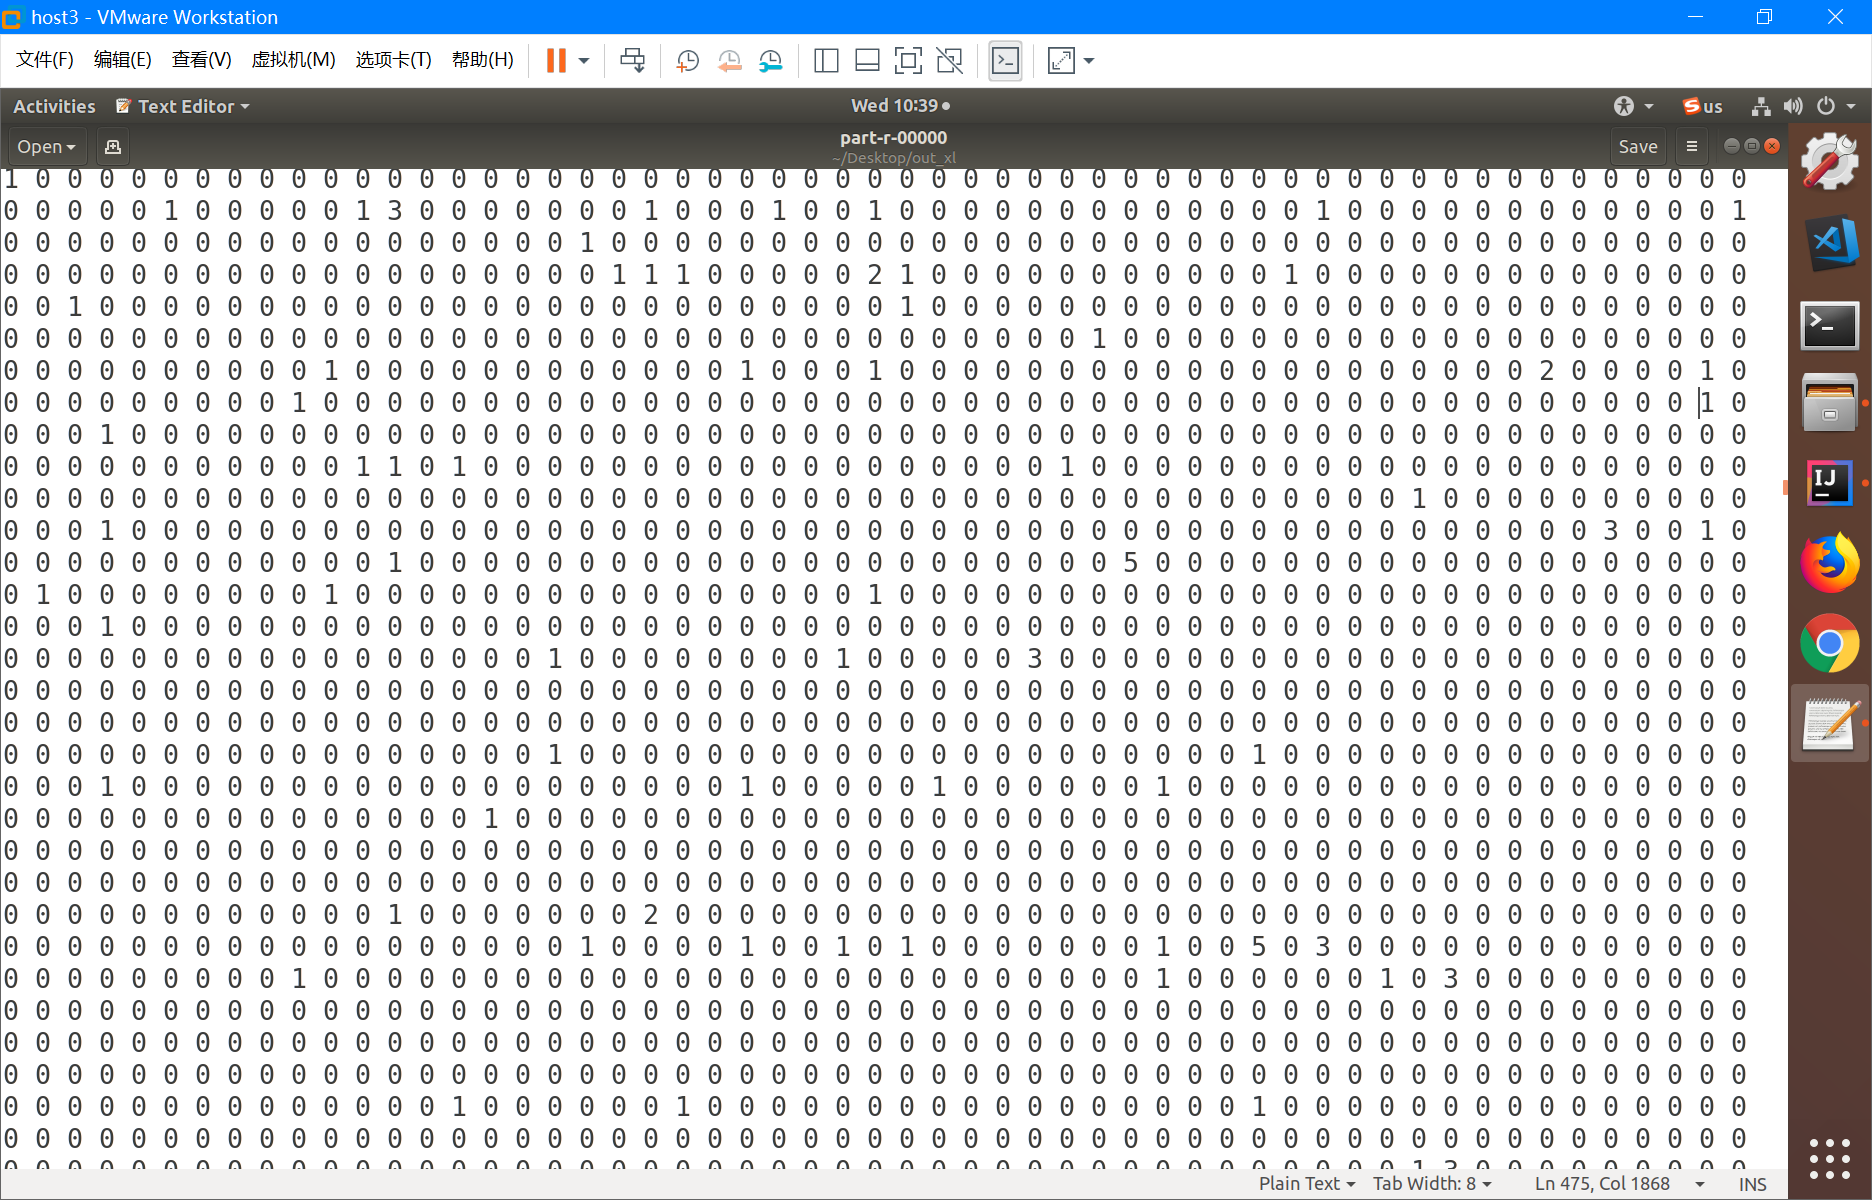 host3 - VMware Workstation
文件(F) 编辑(E) 查看(V) 虚拟机(M) 选项卡(T) 帮助(H)
Activities Text Editor Wed 10:39 us
Open part-r-00000 Save
~/Desktop/out_xl
1 0 0 0 0 0 0 0 0 0 0 0 0 0 0 0 0 0 0 0 0 0 0 0 0 0 0 0 0 0 0 0 0 0 0 0 0 0 0 0 0 0 0 0 0 0 0 0 0 0 0 0 0 0 0
0 0 0 0 0 1 0 0 0 0 0 1 3 0 0 0 0 0 0 0 1 0 0 0 1 0 0 1 0 0 0 0 0 0 0 0 0 0 0 0 0 1 0 0 0 0 0 0 0 0 0 0 0 0 1
0 0 0 0 0 0 0 0 0 0 0 0 0 0 0 0 0 0 1 0 0 0 0 0 0 0 0 0 0 0 0 0 0 0 0 0 0 0 0 0 0 0 0 0 0 0 0 0 0 0 0 0 0 0 0
0 0 0 0 0 0 0 0 0 0 0 0 0 0 0 0 0 0 0 1 1 1 0 0 0 0 0 2 1 0 0 0 0 0 0 0 0 0 0 0 1 0 0 0 0 0 0 0 0 0 0 0 0 0 0
0 0 1 0 0 0 0 0 0 0 0 0 0 0 0 0 0 0 0 0 0 0 0 0 0 0 0 0 1 0 0 0 0 0 0 0 0 0 0 0 0 0 0 0 0 0 0 0 0 0 0 0 0 0 0
0 0 0 0 0 0 0 0 0 0 0 0 0 0 0 0 0 0 0 0 0 0 0 0 0 0 0 0 0 0 0 0 0 0 1 0 0 0 0 0 0 0 0 0 0 0 0 0 0 0 0 0 0 0 0
0 0 0 0 0 0 0 0 0 0 1 0 0 0 0 0 0 0 0 0 0 0 0 1 0 0 0 1 0 0 0 0 0 0 0 0 0 0 0 0 0 0 0 0 0 0 0 0 2 0 0 0 0 1 0
0 0 0 0 0 0 0 0 0 1 0 0 0 0 0 0 0 0 0 0 0 0 0 0 0 0 0 0 0 0 0 0 0 0 0 0 0 0 0 0 0 0 0 0 0 0 0 0 0 0 0 0 0 1 0
0 0 0 1 0 0 0 0 0 0 0 0 0 0 0 0 0 0 0 0 0 0 0 0 0 0 0 0 0 0 0 0 0 0 0 0 0 0 0 0 0 0 0 0 0 0 0 0 0 0 0 0 0 0 0
0 0 0 0 0 0 0 0 0 0 0 1 1 0 1 0 0 0 0 0 0 0 0 0 0 0 0 0 0 0 0 0 0 1 0 0 0 0 0 0 0 0 0 0 0 0 0 0 0 0 0 0 0 0 0
0 0 0 0 0 0 0 0 0 0 0 0 0 0 0 0 0 0 0 0 0 0 0 0 0 0 0 0 0 0 0 0 0 0 0 0 0 0 0 0 0 0 0 0 1 0 0 0 0 0 0 0 0 0 0
0 0 0 1 0 0 0 0 0 0 0 0 0 0 0 0 0 0 0 0 0 0 0 0 0 0 0 0 0 0 0 0 0 0 0 0 0 0 0 0 0 0 0 0 0 0 0 0 0 0 3 0 0 1 0
0 0 0 0 0 0 0 0 0 0 0 0 1 0 0 0 0 0 0 0 0 0 0 0 0 0 0 0 0 0 0 0 0 0 0 5 0 0 0 0 0 0 0 0 0 0 0 0 0 0 0 0 0 0 0
0 1 0 0 0 0 0 0 0 0 1 0 0 0 0 0 0 0 0 0 0 0 0 0 0 0 0 1 0 0 0 0 0 0 0 0 0 0 0 0 0 0 0 0 0 0 0 0 0 0 0 0 0 0 0
0 0 0 1 0 0 0 0 0 0 0 0 0 0 0 0 0 0 0 0 0 0 0 0 0 0 0 0 0 0 0 0 0 0 0 0 0 0 0 0 0 0 0 0 0 0 0 0 0 0 0 0 0 0 0
0 0 0 0 0 0 0 0 0 0 0 0 0 0 0 0 0 1 0 0 0 0 0 0 0 0 1 0 0 0 0 0 3 0 0 0 0 0 0 0 0 0 0 0 0 0 0 0 0 0 0 0 0 0 0
0 0 0 0 0 0 0 0 0 0 0 0 0 0 0 0 0 0 0 0 0 0 0 0 0 0 0 0 0 0 0 0 0 0 0 0 0 0 0 0 0 0 0 0 0 0 0 0 0 0 0 0 0 0 0
0 0 0 0 0 0 0 0 0 0 0 0 0 0 0 0 0 0 0 0 0 0 0 0 0 0 0 0 0 0 0 0 0 0 0 0 0 0 0 0 0 0 0 0 0 0 0 0 0 0 0 0 0 0 0
0 0 0 0 0 0 0 0 0 0 0 0 0 0 0 0 0 1 0 0 0 0 0 0 0 0 0 0 0 0 0 0 0 0 0 0 0 0 0 1 0 0 0 0 0 0 0 0 0 0 0 0 0 0 0
0 0 0 1 0 0 0 0 0 0 0 0 0 0 0 0 0 0 0 0 0 0 0 1 0 0 0 0 0 1 0 0 0 0 0 0 1 0 0 0 0 0 0 0 0 0 0 0 0 0 0 0 0 0 0
0 0 0 0 0 0 0 0 0 0 0 0 0 0 0 1 0 0 0 0 0 0 0 0 0 0 0 0 0 0 0 0 0 0 0 0 0 0 0 0 0 0 0 0 0 0 0 0 0 0 0 0 0 0 0
0 0 0 0 0 0 0 0 0 0 0 0 0 0 0 0 0 0 0 0 0 0 0 0 0 0 0 0 0 0 0 0 0 0 0 0 0 0 0 0 0 0 0 0 0 0 0 0 0 0 0 0 0 0 0
0 0 0 0 0 0 0 0 0 0 0 0 0 0 0 0 0 0 0 0 0 0 0 0 0 0 0 0 0 0 0 0 0 0 0 0 0 0 0 0 0 0 0 0 0 0 0 0 0 0 0 0 0 0 0
0 0 0 0 0 0 0 0 0 0 0 0 1 0 0 0 0 0 0 0 2 0 0 0 0 0 0 0 0 0 0 0 0 0 0 0 0 0 0 0 0 0 0 0 0 0 0 0 0 0 0 0 0 0 0
0 0 0 0 0 0 0 0 0 0 0 0 0 0 0 0 0 0 1 0 0 0 0 1 0 0 1 0 1 0 0 0 0 0 0 0 1 0 0 5 0 3 0 0 0 0 0 0 0 0 0 0 0 0 0
0 0 0 0 0 0 0 0 0 1 0 0 0 0 0 0 0 0 0 0 0 0 0 0 0 0 0 0 0 0 0 0 0 0 0 0 1 0 0 0 0 0 0 1 0 3 0 0 0 0 0 0 0 0 0
0 0 0 0 0 0 0 0 0 0 0 0 0 0 0 0 0 0 0 0 0 0 0 0 0 0 0 0 0 0 0 0 0 0 0 0 0 0 0 0 0 0 0 0 0 0 0 0 0 0 0 0 0 0 0
0 0 0 0 0 0 0 0 0 0 0 0 0 0 0 0 0 0 0 0 0 0 0 0 0 0 0 0 0 0 0 0 0 0 0 0 0 0 0 0 0 0 0 0 0 0 0 0 0 0 0 0 0 0 0
0 0 0 0 0 0 0 0 0 0 0 0 0 0 0 0 0 0 0 0 0 0 0 0 0 0 0 0 0 0 0 0 0 0 0 0 0 0 0 0 0 0 0 0 0 0 0 0 0 0 0 0 0 0 0
0 0 0 0 0 0 0 0 0 0 0 0 0 0 1 0 0 0 0 0 0 1 0 0 0 0 0 0 0 0 0 0 0 0 0 0 0 0 0 1 0 0 0 0 0 0 0 0 0 0 0 0 0 0 0
0 0 0 0 0 0 0 0 0 0 0 0 0 0 0 0 0 0 0 0 0 0 0 0 0 0 0 0 0 0 0 0 0 0 0 0 0 0 0 0 0 0 0 0 0 0 0 0 0 0 0 0 0 0 0
Plain Text Tab Width: 8 Ln 475, Col 1868 INS